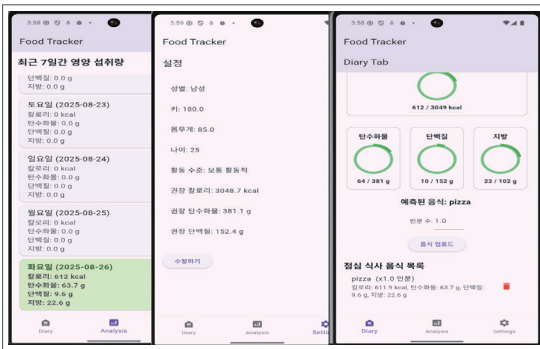 3:58
Food Tracker
최근 7일간 영양 섭취량
단백질: 0.0 g
지방: 0.0 g
토요일 (2025-08-23)
칼로리: 0 kcal
탄수화물: 0.0 g
단백질: 0.0 g
지방: 0.0 g
일요일 (2025-08-24)
칼로리: 0 kcal
탄수화물: 0.0 g
단백질: 0.0 g
지방: 0.0 g
월요일 (2025-08-25)
칼로리: 0 kcal
탄수화물: 0.0 g
단백질: 0.0 g
지방: 0.0 g
화요일 (2025-08-26)
칼로리: 612 kcal
탄수화물: 63.7 g
단백질: 9.6 g
지방: 22.6 g
Diary
Analysis
3:59
Food Tracker
설정
성별: 남성
키: 180.0
몸무게: 85.0
나이: 25
활동 수준: 보통 활동적
권장 칼로리: 3048.7 kcal
권장 탄수화물: 381.1 g
권장 단백질: 152.4 g
수정하기
Diary
Analysis
Setti
3:58
Food Tracker
Diary Tab
612 / 3049 kcal
탄수화물 단백질 지방
64 / 381 g 10 / 152 g 23 / 102 g
예측된 음식: pizza
인분 수: 1.0
음식 업로드
점심 식사 음식 목록
pizza (x1.0 인분)
칼로리: 611.9 kcal, 탄수화물: 63.7 g, 단백
질: 9.6 g, 지방: 22.6 g
Diary
Analysis
Settings